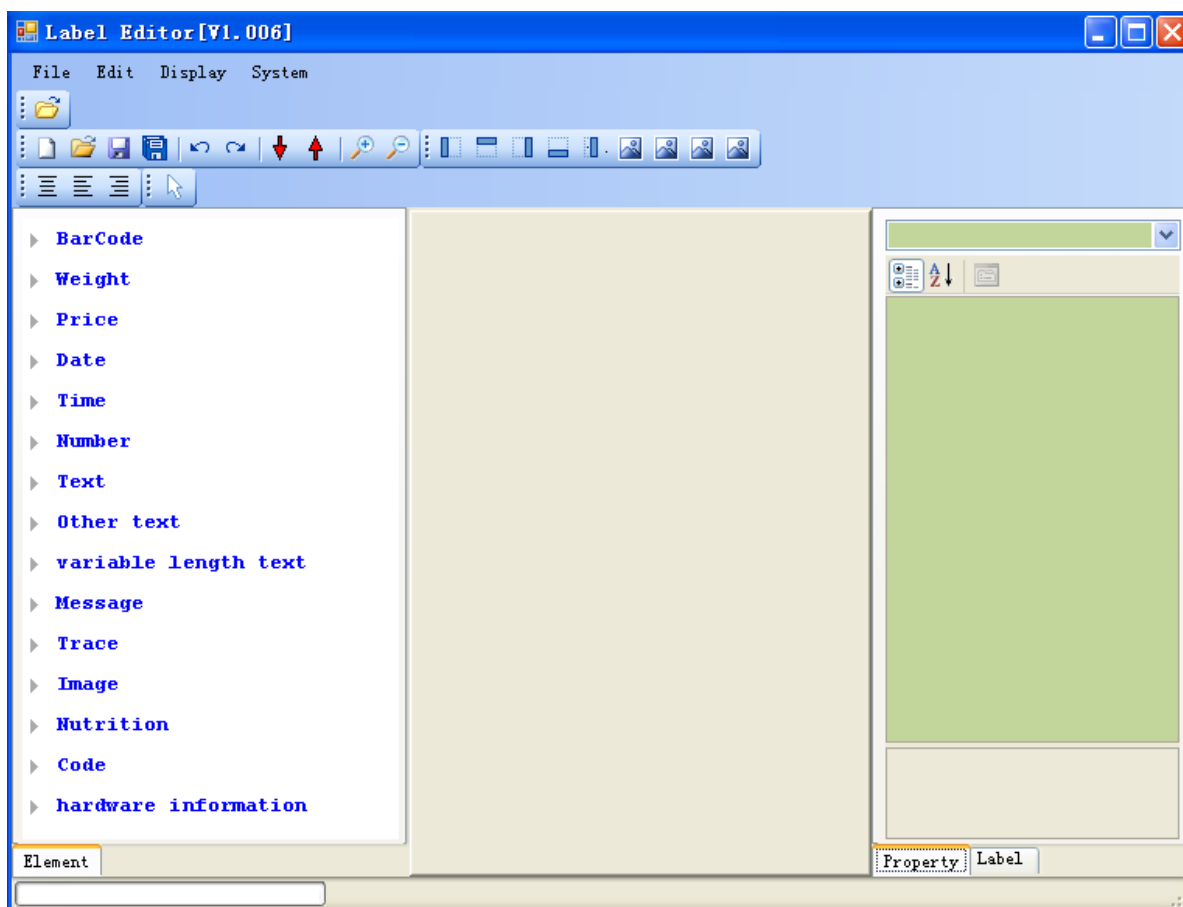 Label Editor[V1.006]
File Edit Display System
BarCode
Weight
Price
Date
Time
Number
Text
Other text
variable length text
Message
Trace
Image
Nutrition
Code
hardware information
Element
A
Z
Property Label